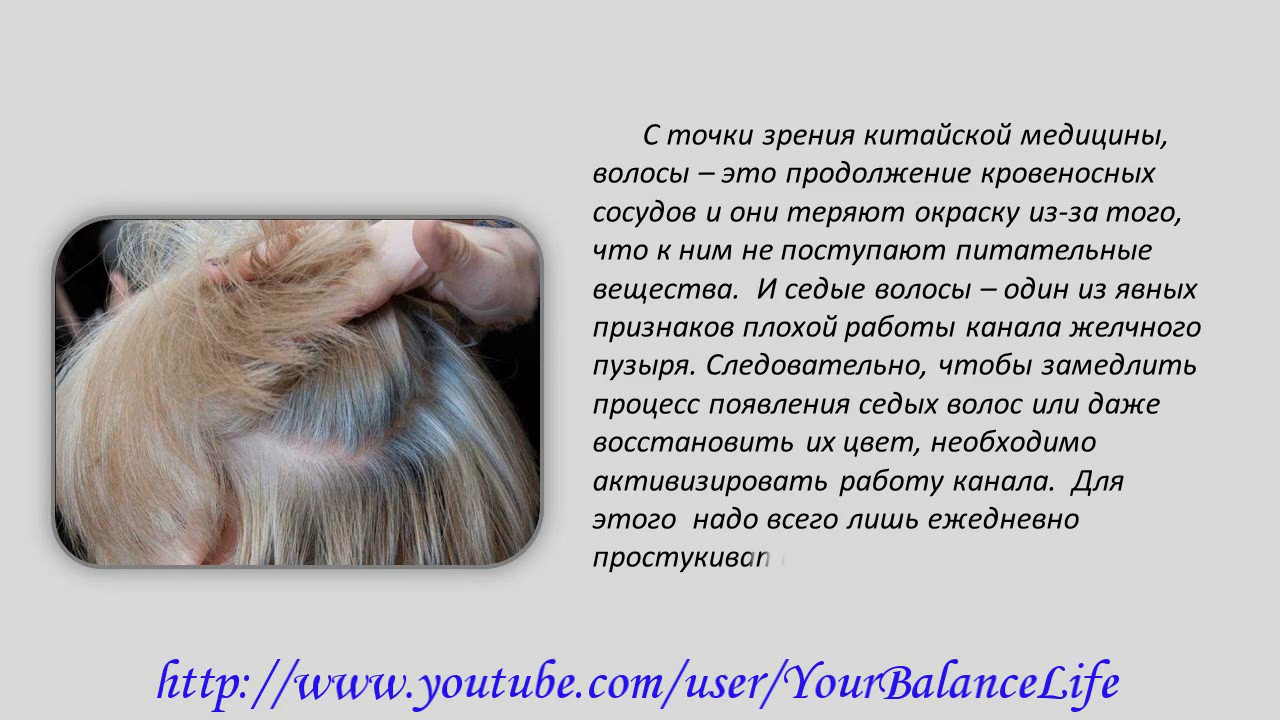 С точки зрения китайской медицины,
волосы – это продолжение кровеносных
сосудов и они теряют окраску из-за того,
что к ним не поступают питательные
вещества. И седые волосы – один из явных
признаков плохой работы канала желчного
пузыря. Следовательно, чтобы замедлить
процесс появления седых волос или даже
восстановить их цвет, необходимо
активизировать работу канала. Для
этого надо всего лишь ежедневно
http://www.youtube.com/user/YourBalanceLife